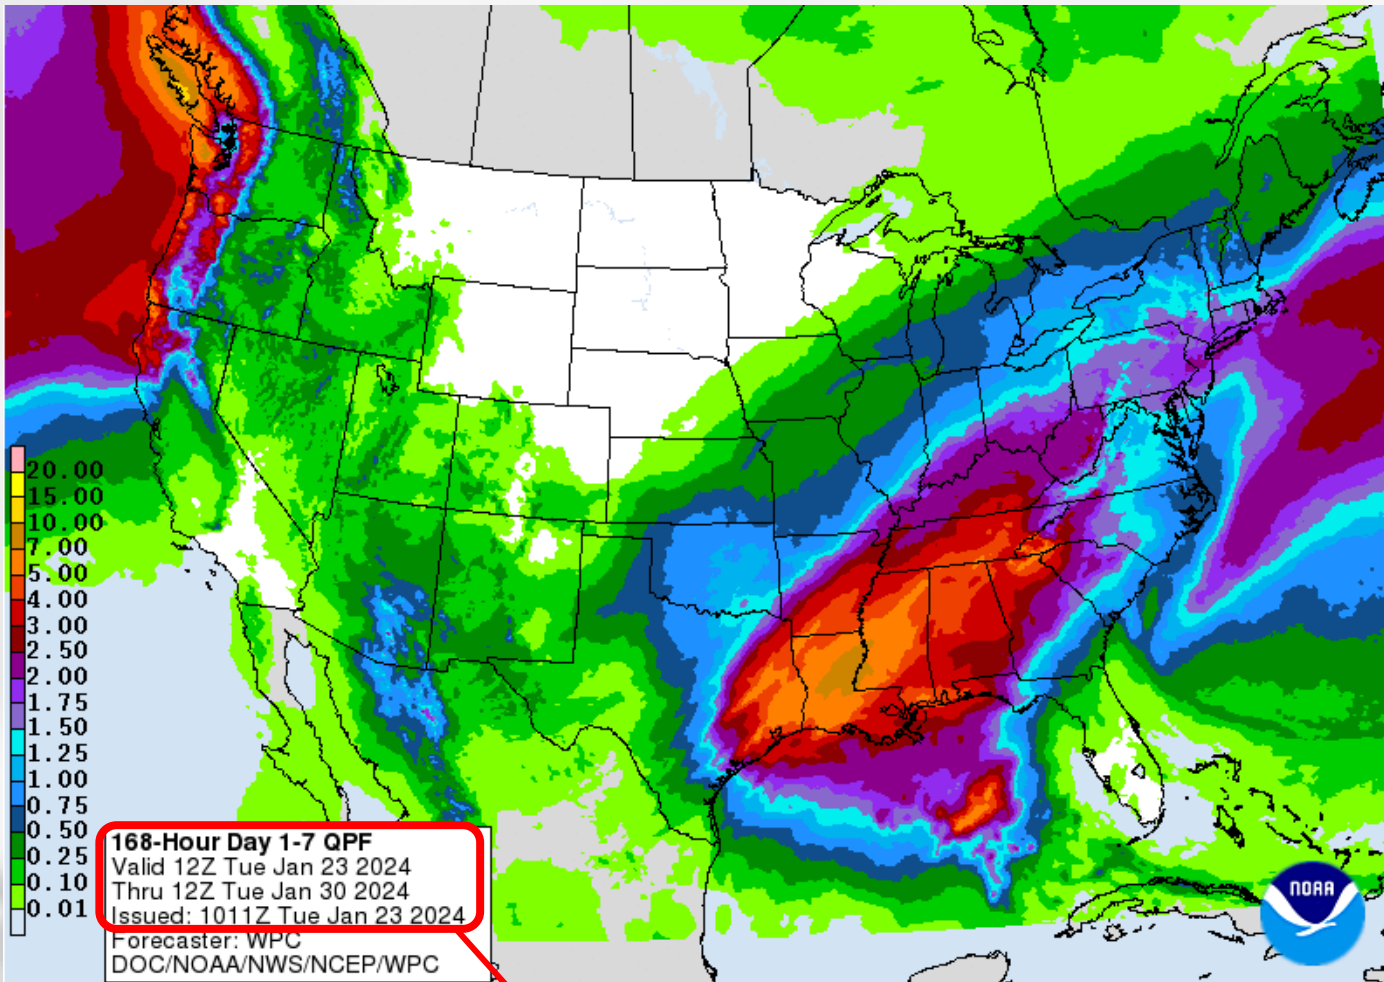 20.00
15.00
10.00
7.00
5.00
4.00
3.00
2.50
2.00
1.75
1.50
1.25
1.00
0.75
0.50
0.25
0.10
0.01
168-Hour Day 1-7 QPF
Valid 12Z Tue Jan 23 2024
Thru 12Z Tue Jan 30 2024
Issued: 1011Z Tue Jan 23 2024
Forecaster: WPC
DOC/NOAA/NWS/NCEP/WPC
NOAA